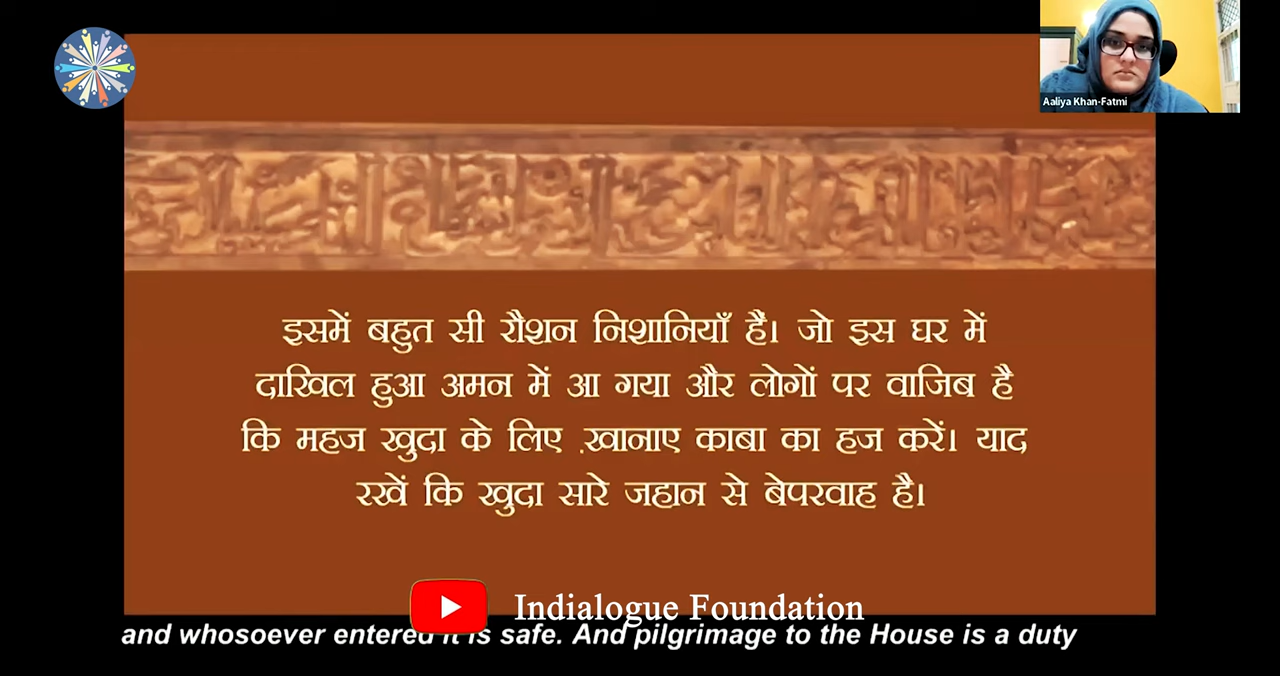 Aaliya Khan-Fatmi
इसमें बहुत सी रौशन निशानियाँ हैं। जो इस घर में
दाखिल हुआ अमन में आ गया और लोगों पर वाजिब है
कि महज खुदा के लिए .खानाए काबा का हज करें। याद
रखें कि खुदा सारे जहान से बेपरवाह है।
Indialogue Foundation
and whosoever entered it is safe. And pilgrimage to the House is a duty